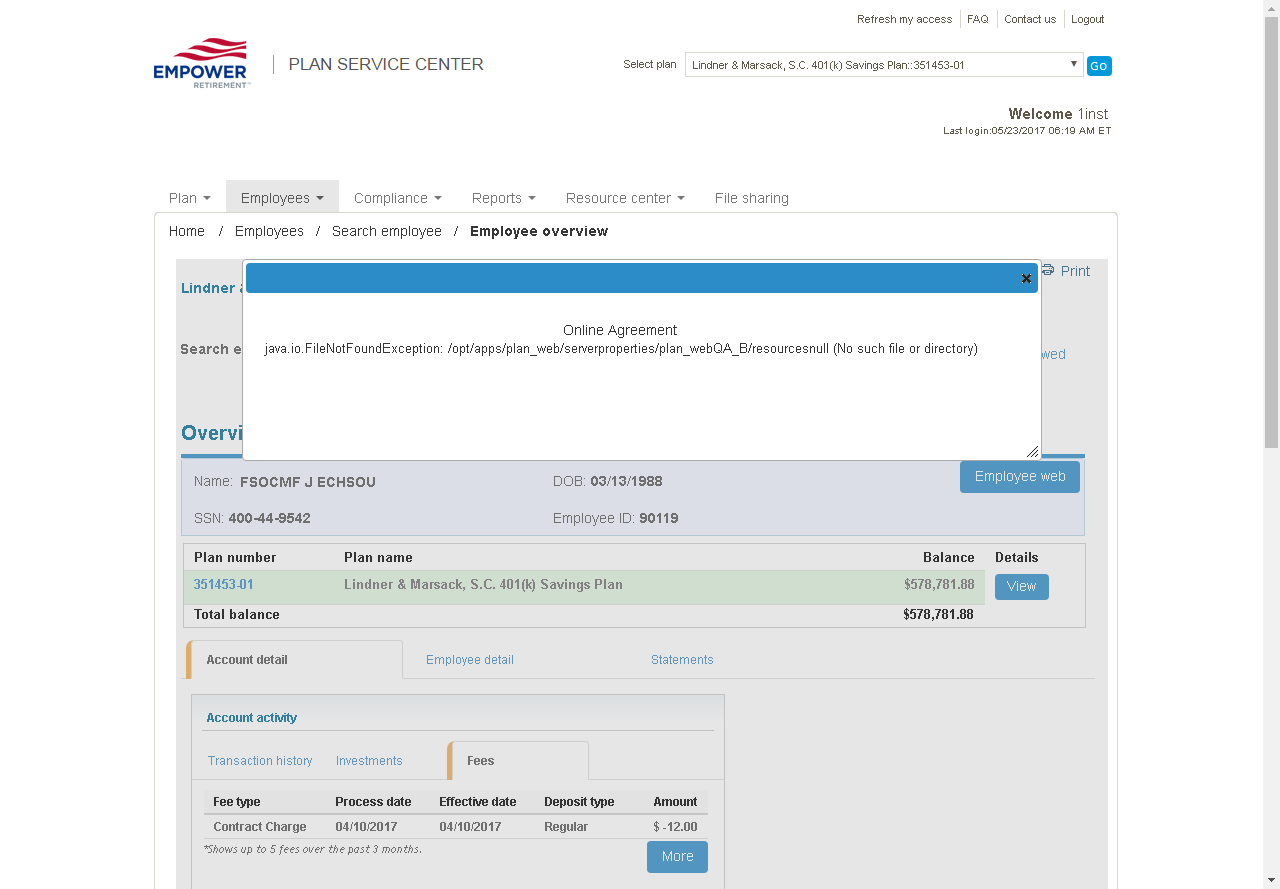 Refresh my access FAQ Contact us Logout
EMPOWER
RETIREMENT™
PLAN SERVICE CENTER
Select plan Lindner & Marsack, S.C. 401(k) Savings Plan::351453-01 Go
Welcome 1inst
Last login:05/23/2017 06:19 AM ET
Plan Employees Compliance Reports Resource center File sharing
Home / Employees / Search employee / Employee overview
Print
Lindner
Online Agreement
java.io.FileNotFoundException: /opt/apps/plan_web/serverproperties/plan_webQA_B/resourcesnull (No such file or directory)
Search e
wed
Overvi
Name: FSOCMF J ECHSOU DOB: 03/13/1988 Employee web
SSN: 400-44-9542 Employee ID: 90119
Plan number Plan name Balance Details
351453-01 Lindner & Marsack, S.C. 401(k) Savings Plan $578,781.88 View
Total balance $578,781.88
Account detail Employee detail Statements
Account activity
Transaction history Investments Fees
Fee type Process date Effective date Deposit type Amount
Contract Charge 04/10/2017 04/10/2017 Regular $ -12.00
*Shows up to 5 fees over the past 3 months.
More